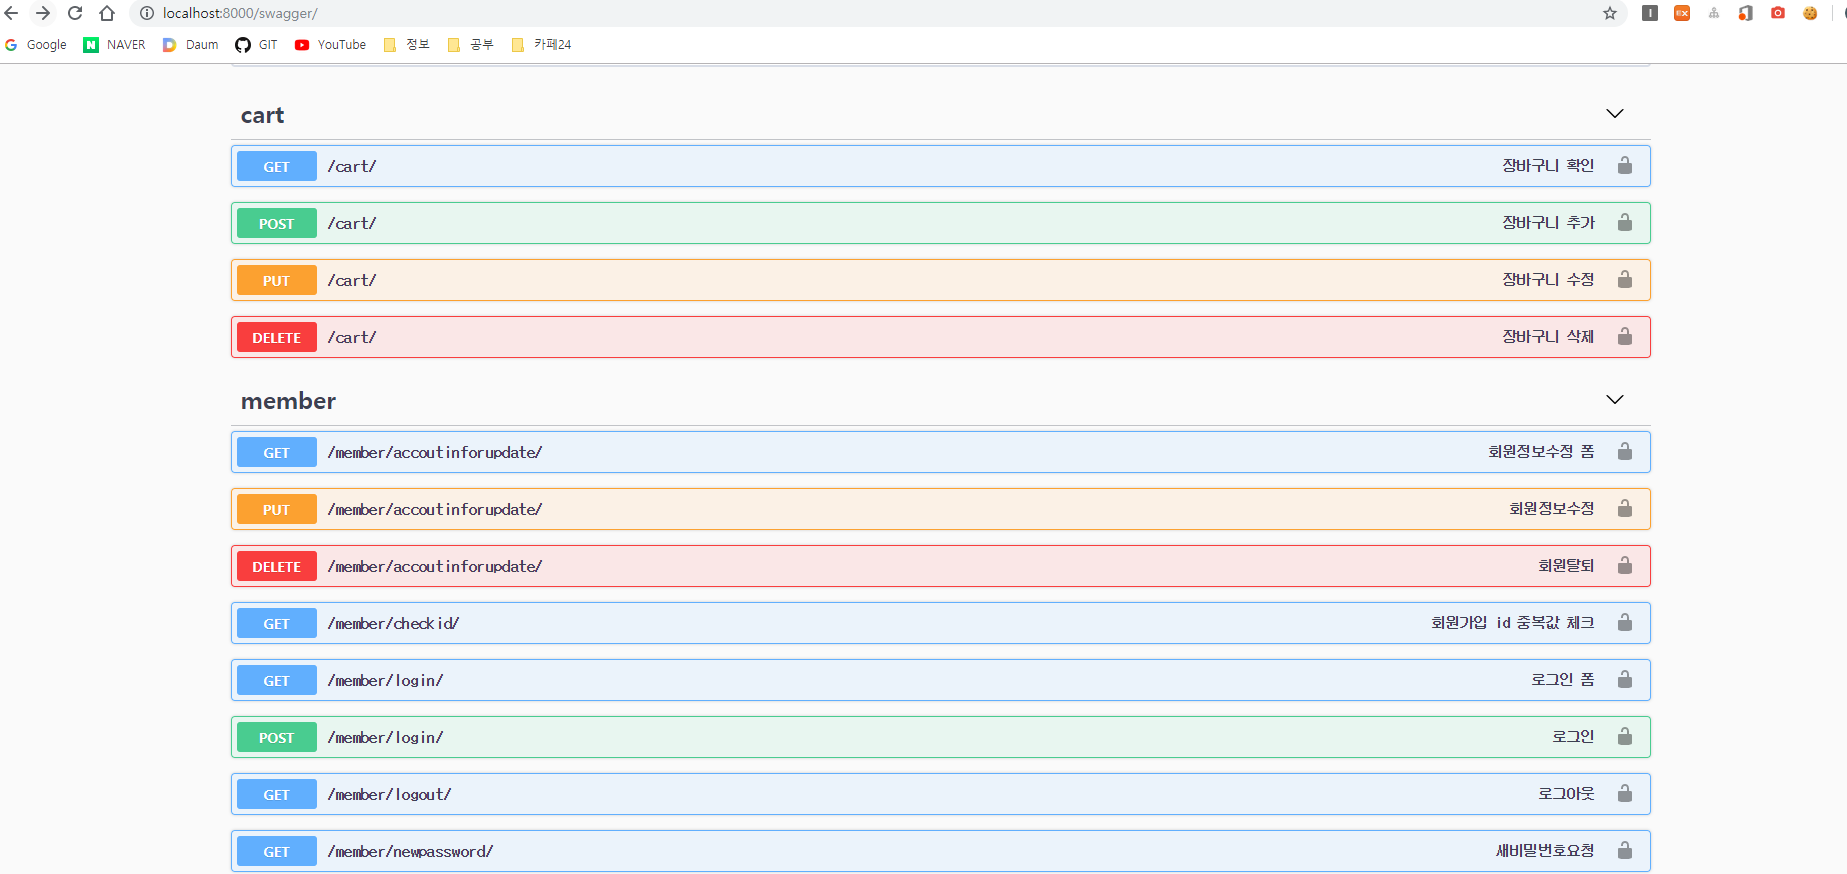 localhost:8000/swagger/
Google NAVER Daum GIT YouTube 정보 공부 카페24
cart
GET /cart/ 장바구니 확인
POST /cart/ 장바구니 추가
PUT /cart/ 장바구니 수정
DELETE /cart/ 장바구니 삭제
member
GET /member/accoutinforupdate/ 회원정보수정 폼
PUT /member/accoutinforupdate/ 회원정보수정
DELETE /member/accoutinforupdate/ 회원탈퇴
GET /member/checkid/ 회원가입 id 중복값 체크
GET /member/login/ 로그인 폼
POST /member/login/ 로그인
GET /member/logout/ 로그아웃
GET /member/newpassword/ 새비밀번호요청